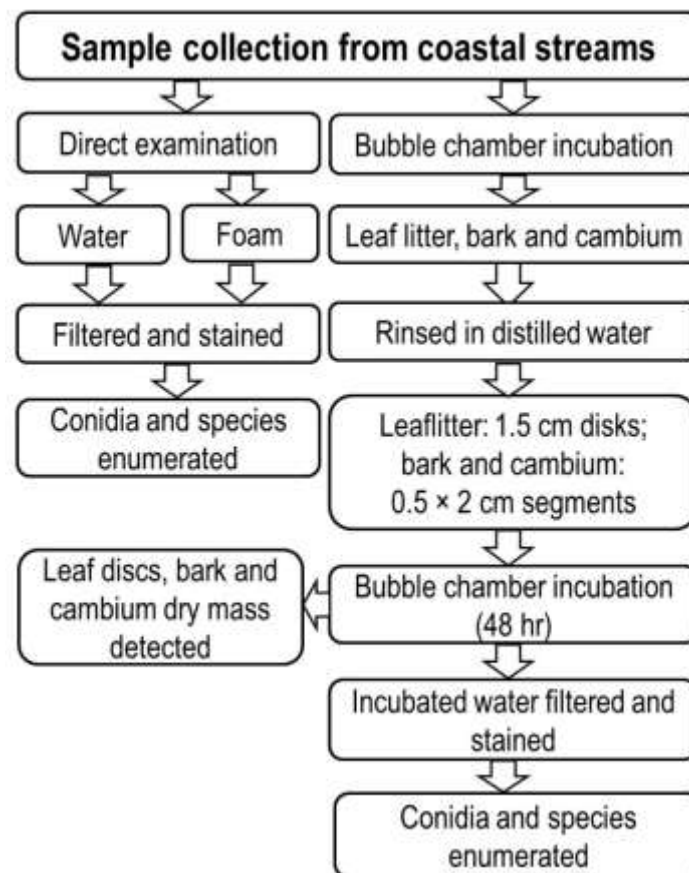 Sample collection from coastal streams
Direct examination
Water
Foam
Filtered and stained
Conidia and species
enumerated
Bubble chamber incubation
Leaf litter, bark and cambium
Rinsed in distilled water
Leaflitter: 1.5 cm disks;
bark and cambium:
0.5 × 2 cm segments
Bubble chamber incubation
(48 hr)
Leaf discs, bark and
cambium dry mass
detected
Incubated water filtered and
stained
Conidia and species
enumerated